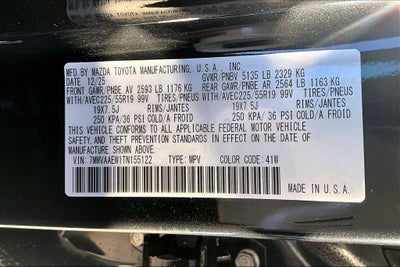 MFD. BY MAZDA TOYOTA MANUFACTURING, U.S.A., INC.
DATE 12/25 GVWR/PNBV 5135 LB 2329 KG
FRONT GAWR/PNBE AV 2593 LB 1176 KG REAR GAWR/PNBE AR 2564 LB 1163 KG
WITH/AVEC225/55R19 99V TIRES/PNEUS WITH/AVEC225/55R19 99V TIRES/PNEUS
19X7.5J RIMS/JANTES 19X7.5J RIMS/JANTES
250 KPA/36 PSI COLD/FROID 250 KPA/36 PSI COLD/FROID
THIS VEHICLE CONFORMS TO ALL APPLICABLE FEDERAL MOTOR VEHICLE
SAFETY, AND THEFT PREVENTION STANDARDS IN EFFECT ON THE DATE OF
MANUFACTURE SHOWN ABOVE.
VIN: 7MMVAAEW1TN155122 TYPE: MPV COLOR CODE: 41W
MADE IN U.S.A.